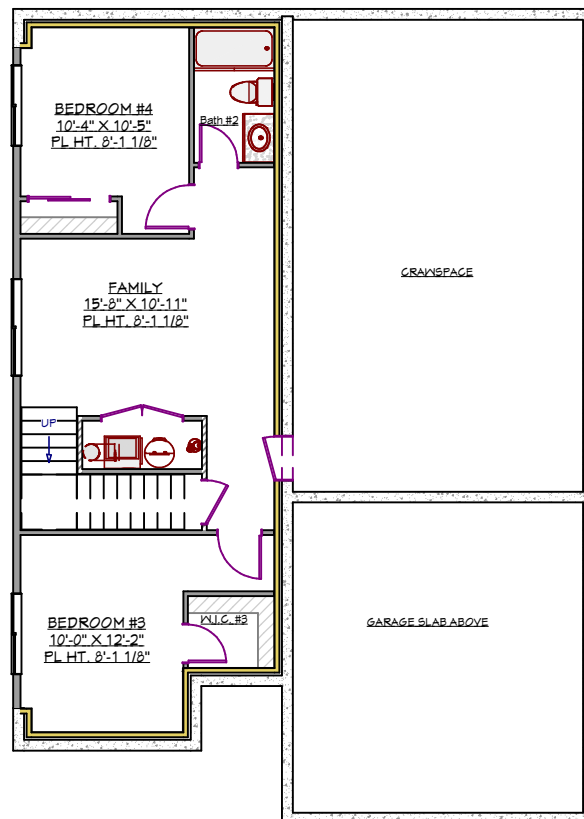 BEDROOM #4
10'-4" X 10'-5"
PL HT. 8'-1 1/8"
Bath #2
CRAWSPACE
FAMILY
15'-8" X 10'-11"
PL HT. 8'-1 1/8"
UP
BEDROOM #3
10'-0" X 12'-2"
PL HT. 8'-1 1/8"
W.I.C. #3
GARAGE SLAB ABOVE